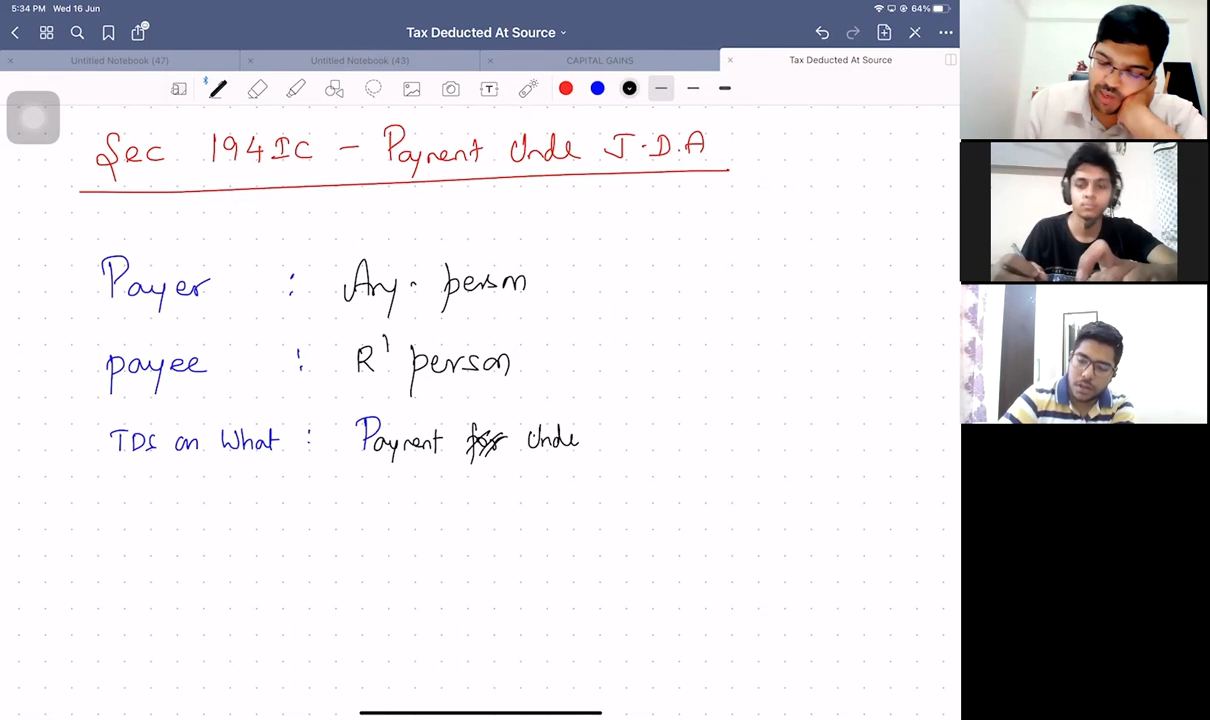 5:34 PM Wed 16 Jun
64%
Tax Deducted At Source
Untitled Notebook (47)
Untitled Notebook (43)
CAPITAL GAINS
Tax Deducted At Source
Sec 194IC - Payment Unde J.D.A
Payer : Any person
payee : R' person
TDS on What : Payment for Unde